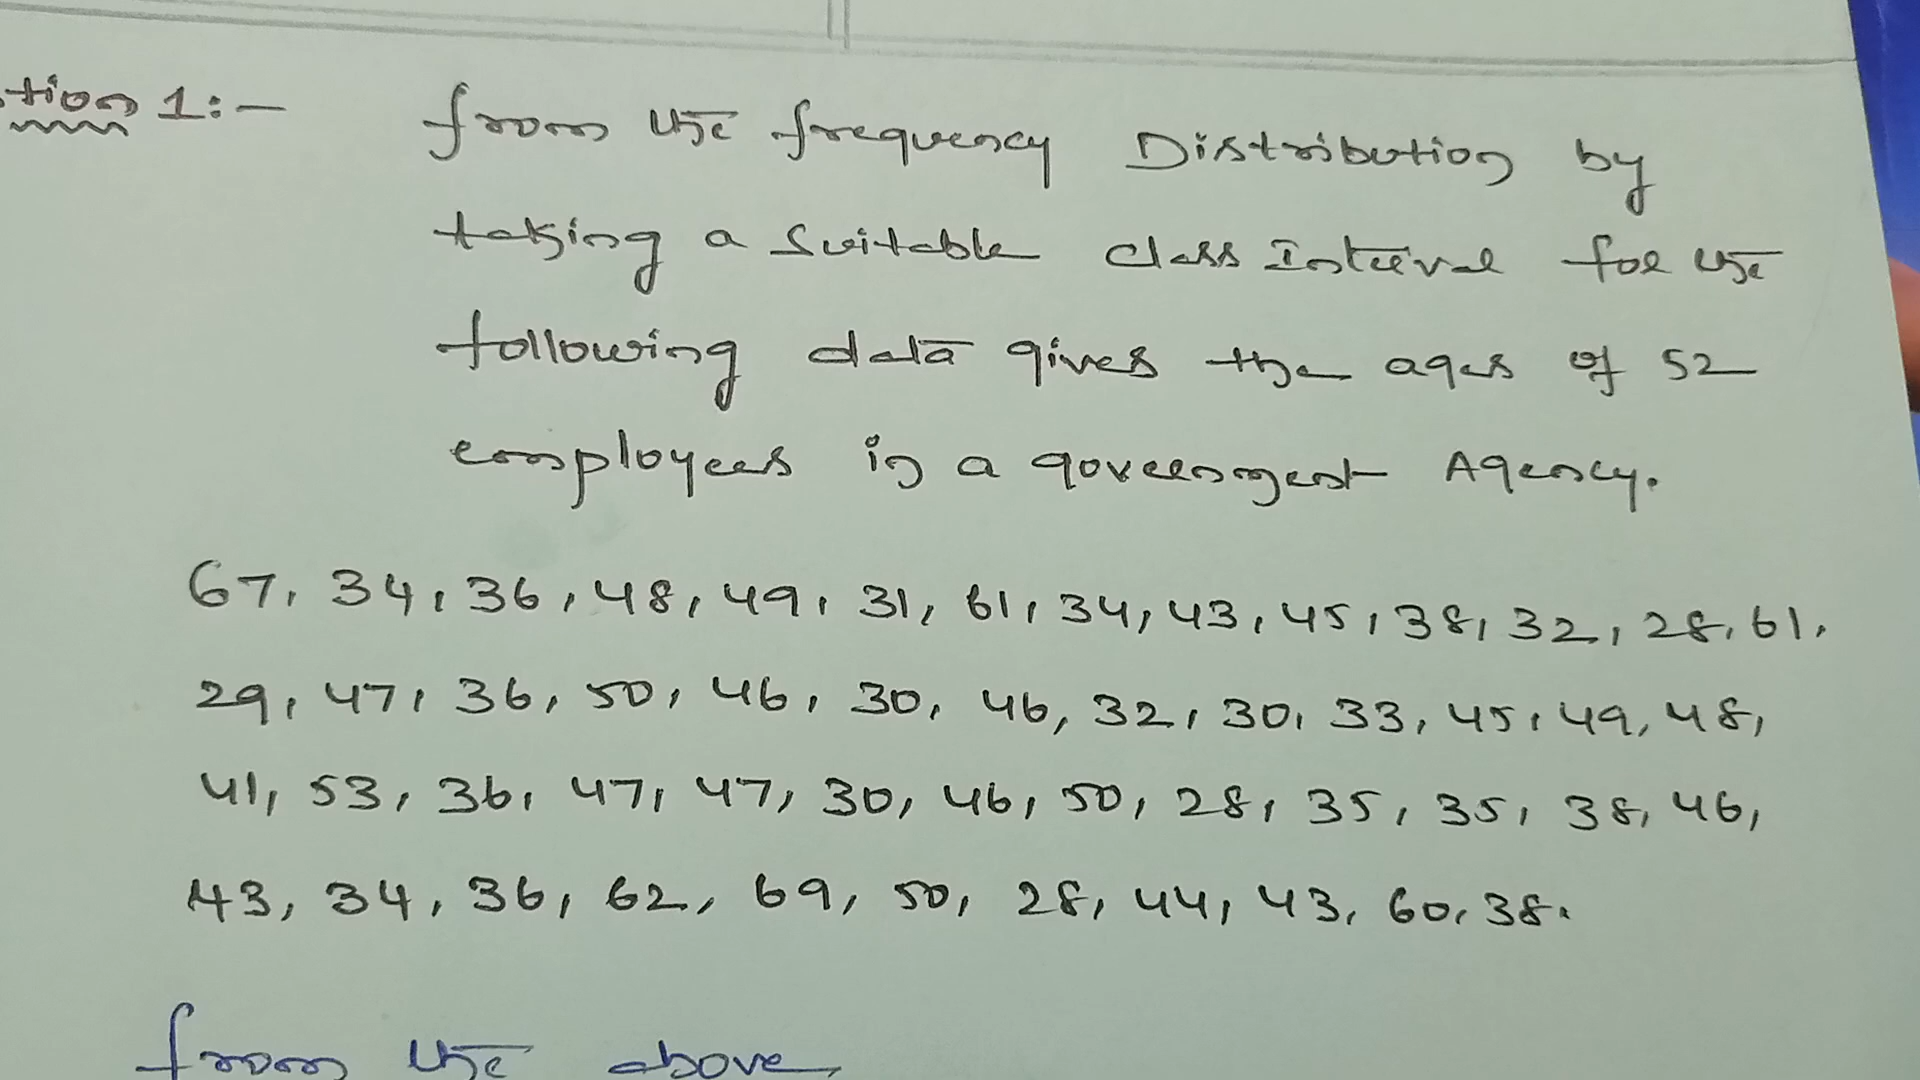 tion 1:-
from the frequency Distribution by
taking a Suitable Class Interval for the
following data gives the ages of 52
employees in a government Agency.
67, 34, 36, 48, 49, 31, 61, 34, 43, 45, 38, 32, 28, 61,
29, 47, 36, 50, 46, 30, 46, 32, 30, 33, 45, 49, 48,
41, 53, 36, 47, 47, 30, 46, 50, 28, 35, 35, 38, 46,
43, 34, 36, 62, 69, 50, 28, 44, 43, 60, 38.
from the above,